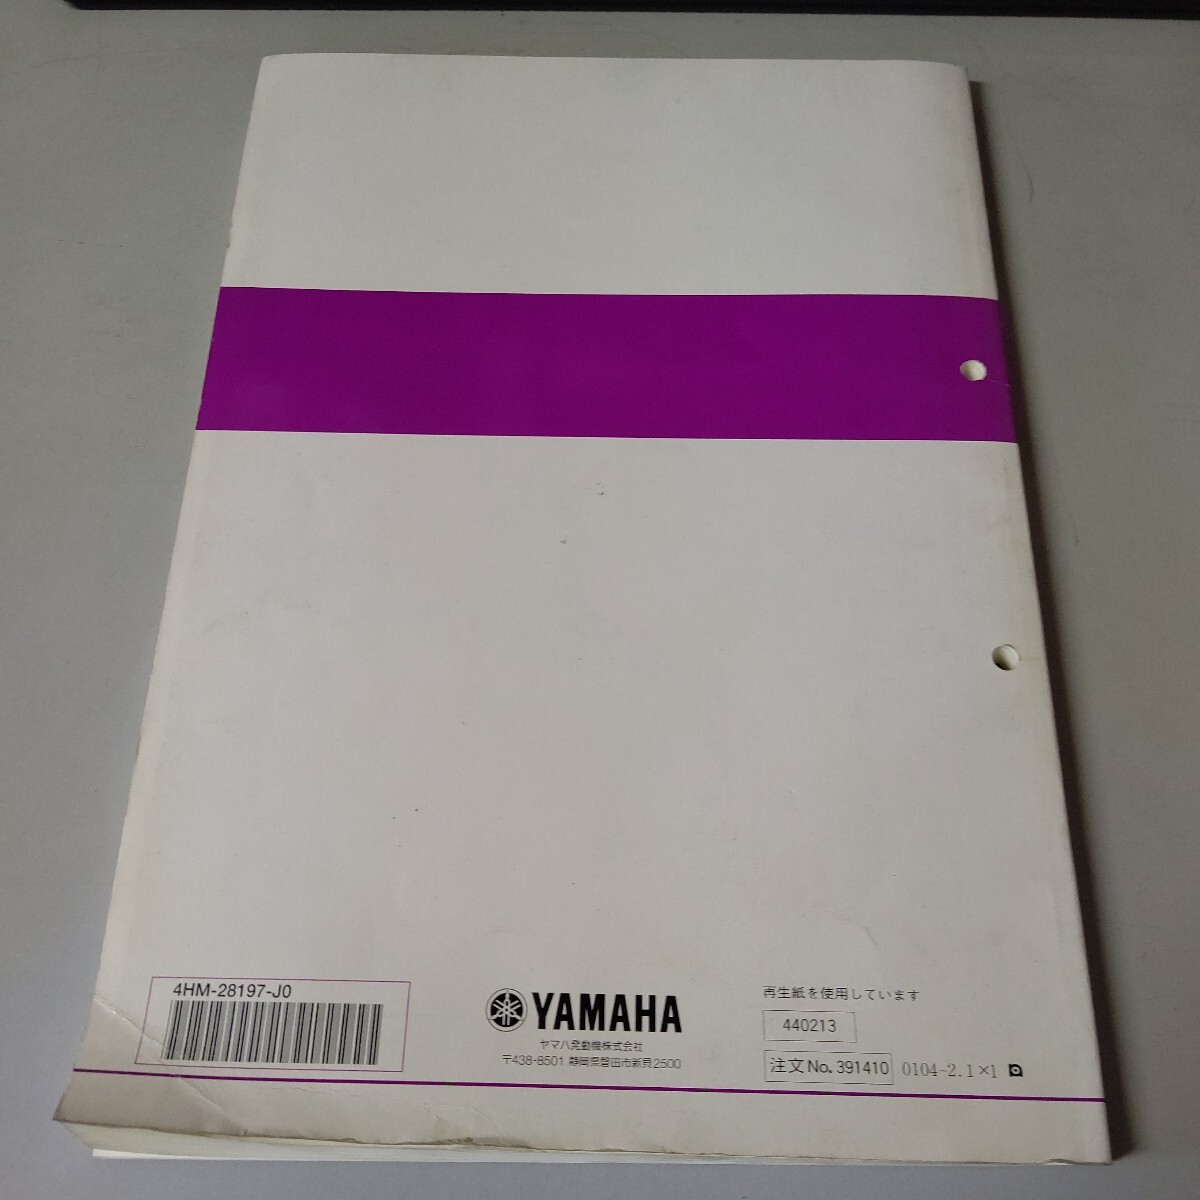 4HM-28197-J0
YAMAHA
ヤマハ発動機株式会社
〒438-8501 静岡県磐田市新貝2500
再生紙を使用しています
440213
注文No. 391410 0104-2.1×1